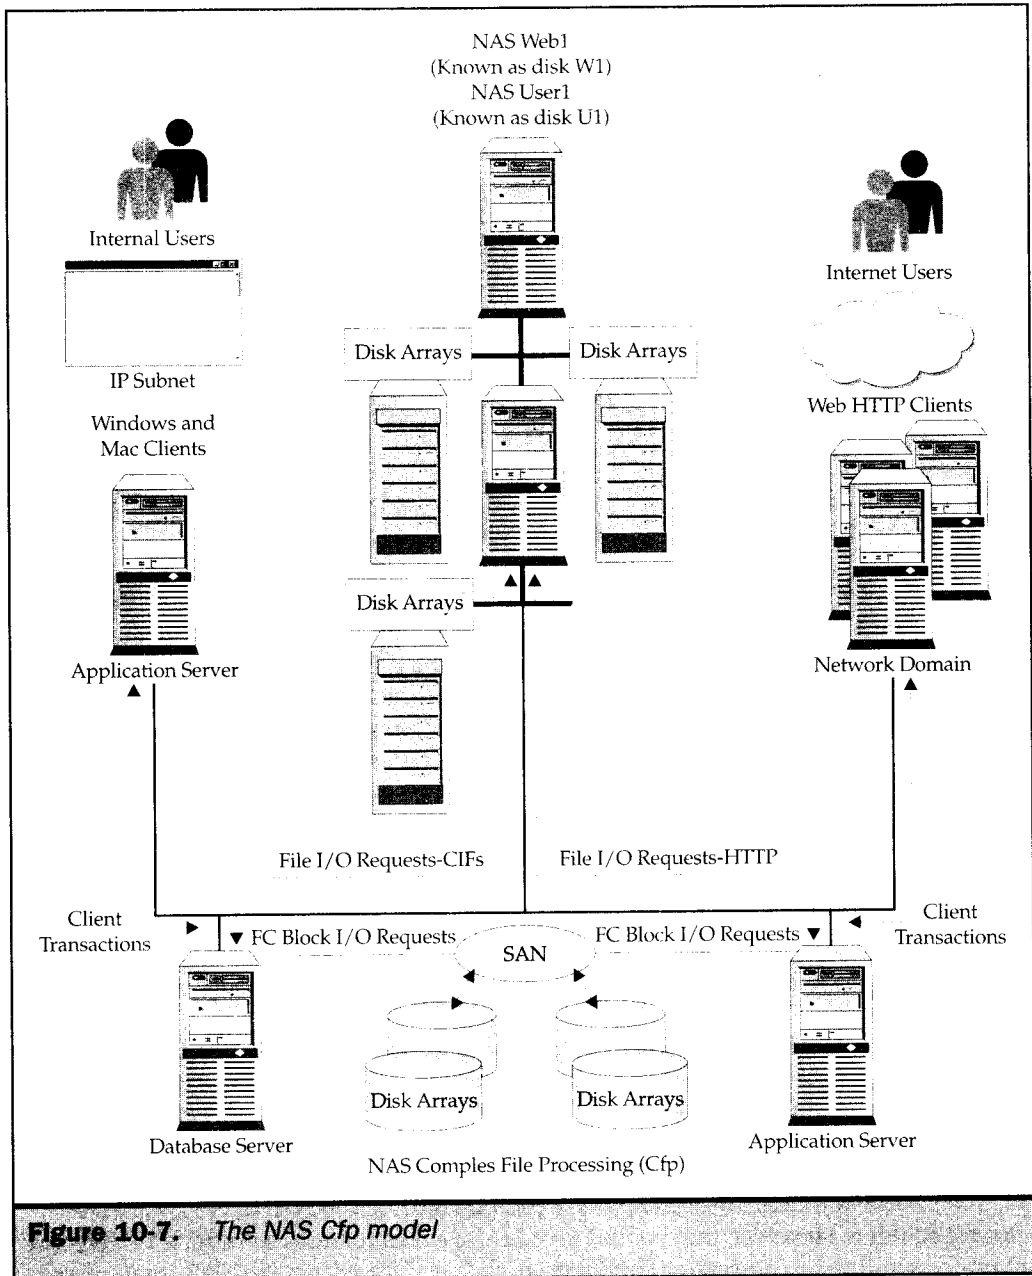 NAS Web1
(Known as disk W1)
NAS User1
(Known as disk U1)
Internal Users
Internet Users
Disk Arrays
Disk Arrays
IP Subnet
Web HTTP Clients
Windows and
Mac Clients
Disk Arrays
Application Server
Network Domain
File I/O Requests-CIFs
File I/O Requests-HTTP
Client
Transactions
FC Block I/O Requests
SAN
FC Block I/O Requests
Client
Transactions
Disk Arrays
Disk Arrays
Database Server
Application Server
NAS Comples File Processing (Cfp)
Figure 10-7. The NAS Cfp model